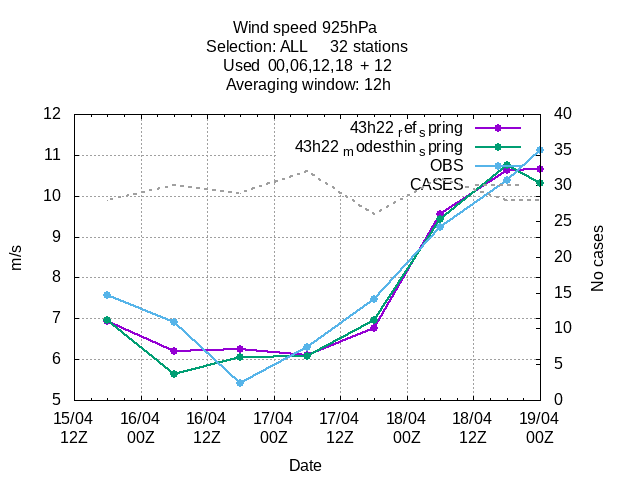 Wind speed 925hPa
Selection: ALL 32 stations
Used 00,06,12,18 + 12
Averaging window: 12h
43h22 ref spring
43h22 modesthin spring
OBS
CASES
12
11
10
9
8
7
6
5
m/s
40
35
30
25
20
15
10
5
0
No cases
15/04 16/04 16/04 17/04 17/04 18/04 18/04 19/04
12Z 00Z 12Z 00Z 12Z 00Z 12Z 00Z
Date